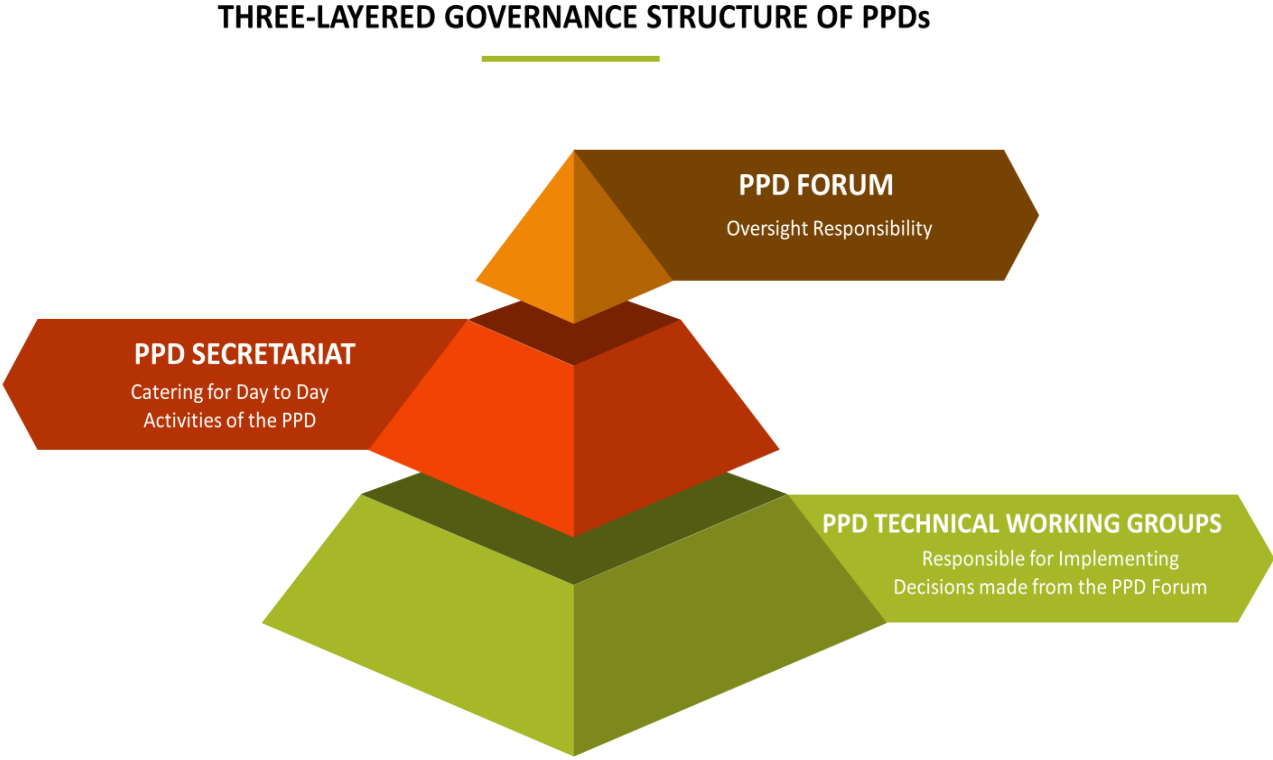 THREE-LAYERED GOVERNANCE STRUCTURE OF PPDs
PPD FORUM
Oversight Responsibility
PPD SECRETARIAT
Catering for Day to Day
Activities of the PPD
PPD TECHNICAL WORKING GROUPS
Responsible for Implementing
Decisions made from the PPD Forum